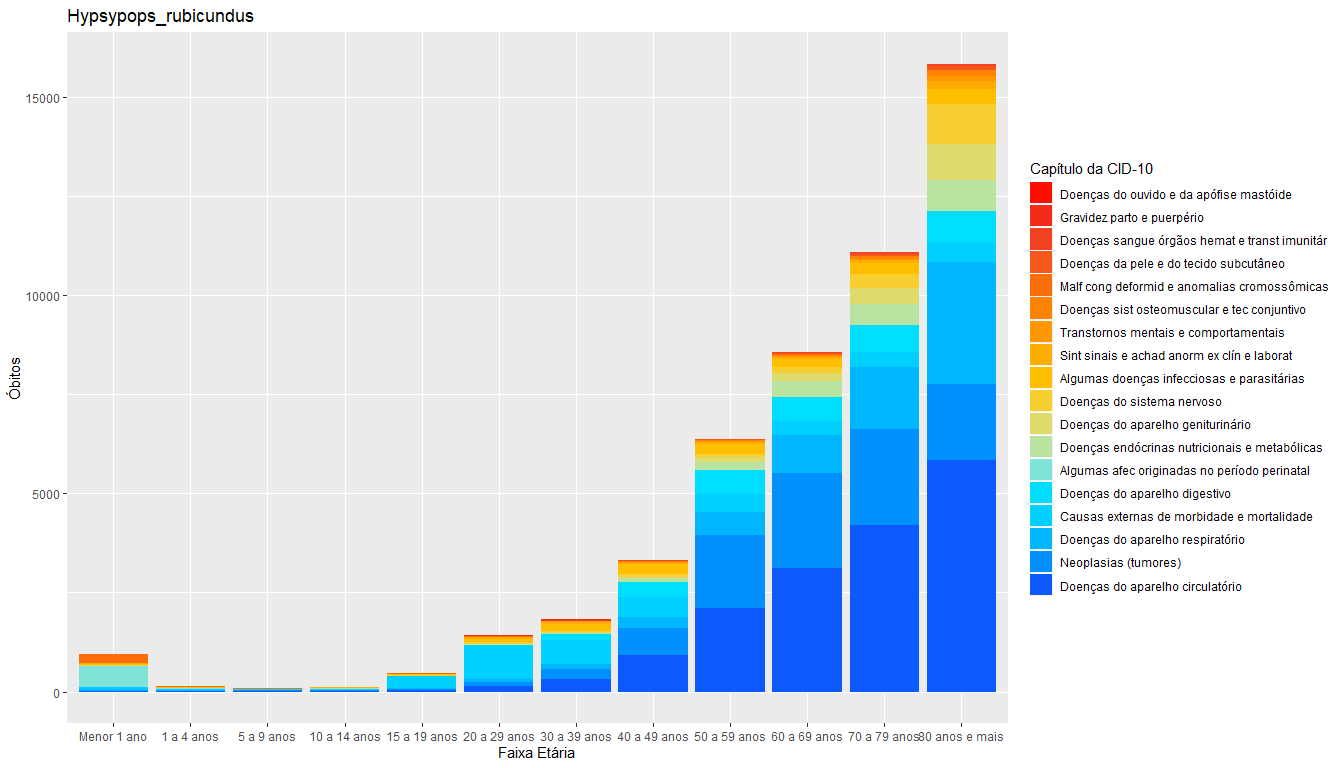 Hypsypops_rubicundus
Óbitos
15000
10000
5000
0
Menor 1 ano
1 a 4 anos
5 a 9 anos
10 a 14 anos
15 a 19 anos
20 a 29 anos
30 a 39 anos
40 a 49 anos
50 a 59 anos
60 a 69 anos
70 a 79 anos
80 anos e mais
Faixa Etária
Capítulo da CID-10
Doenças do ouvido e da apófise mastóide
Gravidez parto e puerpério
Doenças sangue órgãos hemat e transt imunitár
Doenças da pele e do tecido subcutâneo
Malf cong deformid e anomalias cromossômicas
Doenças sist osteomuscular e tec conjuntivo
Transtornos mentais e comportamentais
Sint sinais e achad anorm ex clín e laborat
Algumas doenças infecciosas e parasitárias
Doenças do sistema nervoso
Doenças do aparelho geniturinário
Doenças endócrinas nutricionais e metabólicas
Algumas afec originadas no período perinatal
Doenças do aparelho digestivo
Causas externas de morbidade e mortalidade
Doenças do aparelho respiratório
Neoplasias (tumores)
Doenças do aparelho circulatório